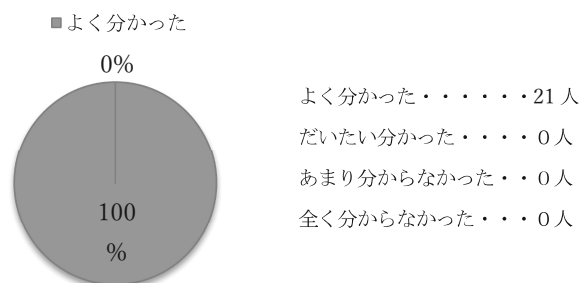 ■よく分かった
0%
100
%
よく分かった・・・・・・21人
だいたい分かった・・・・0人
あまり分からなかった・・0人
全く分からなかった・・・0人